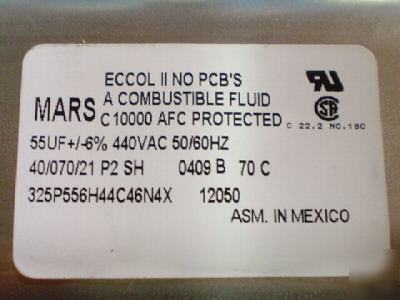 ECCOL II NO PCB'S
MARS A COMBUSTIBLE FLUID
C10000 AFC PROTECTED
C 22.2 NO.190
55UF+/-6% 440VAC 50/60HZ
40/070/21 P2 SH 0409 B 70 C
325P556H44C46N4X 12050
ASM. IN MEXICO